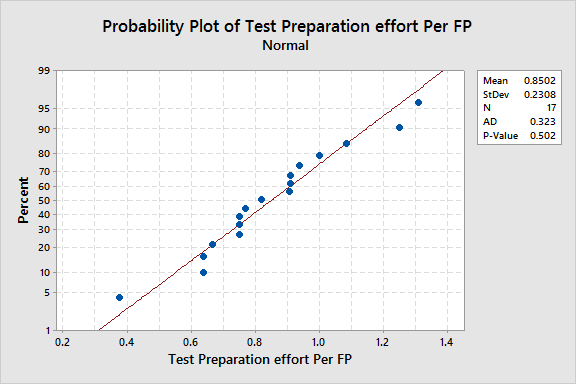 Probability Plot of Test Preparation effort Per FP
Normal
Mean 0.8502
StDev 0.2308
N 17
AD 0.323
P-Value 0.502
99
95
90
80
70
60
50
40
30
20
10
5
1
Percent
0.2 0.4 0.6 0.8 1.0 1.2 1.4
Test Preparation effort Per FP